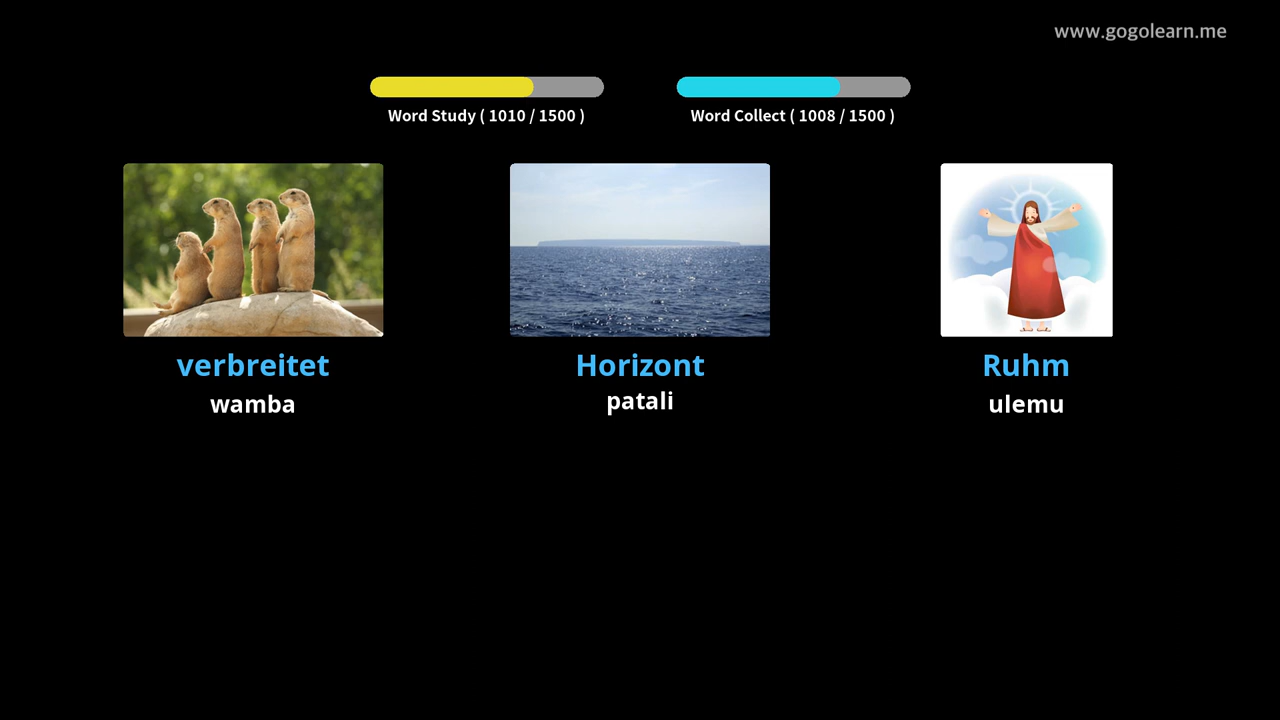 www.gogolearn.me
Word Study ( 1010 / 1500 )
Word Collect ( 1008 / 1500 )
verbreitet
wamba
Horizont
patali
Ruhm
ulemu